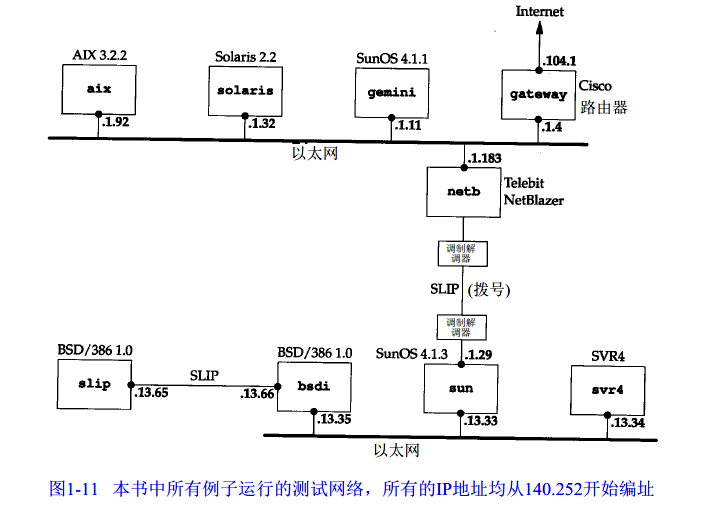 Internet
AIX 3.2.2
Solaris 2.2
SunOS 4.1.1
.104.1
aix
solaris
gemini
gateway
Cisco
路由器
.1.92
.1.32
.1.11
.1.4
以太网
.1.183
netb
Telebit
NetBlazer
调制解
调器
SLIP (拨号)
调制解
调器
BSD/386 1.0
BSD/386 1.0
SunOS 4.1.3
.1.29
SVR4
slip
SLIP
bsdi
sun
svr4
.13.65
.13.66
.13.35
.13.33
.13.34
以太网
图1-11 本书中所有例子运行的测试网络，所有的IP地址均从140.252开始编址